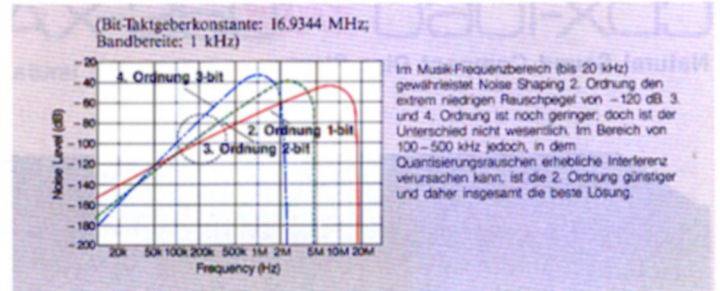 (Bit-Taktgeberkonstante: 16.9344 MHz;
Bandbereite: 1 kHz)
Noise Level (dB)
-20
-40
-60
-80
-100
-120
-140
-160
-180
-200
4. Ordnung 3-bit
2. Ordnung 1-bit
3. Ordnung 2-bit
20k 50k 100k 200k 500k 1M 2M 5M 10M 20M
Frequency (Hz)
Im Musik-Frequenzbereich (bis 20 kHz)
gewährleistet Noise Shaping 2. Ordnung den
extrem niedrigen Rauschpegel von -120 dB. 3.
und 4. Ordnung ist noch geringer; doch ist der
Unterschied nicht wesentlich. Im Bereich von
100-500 kHz jedoch, in dem
Quantisierungsrauschen erhebliche Interferenz
verursachen kann, ist die 2. Ordnung günstiger
und daher insgesamt die beste Lösung.